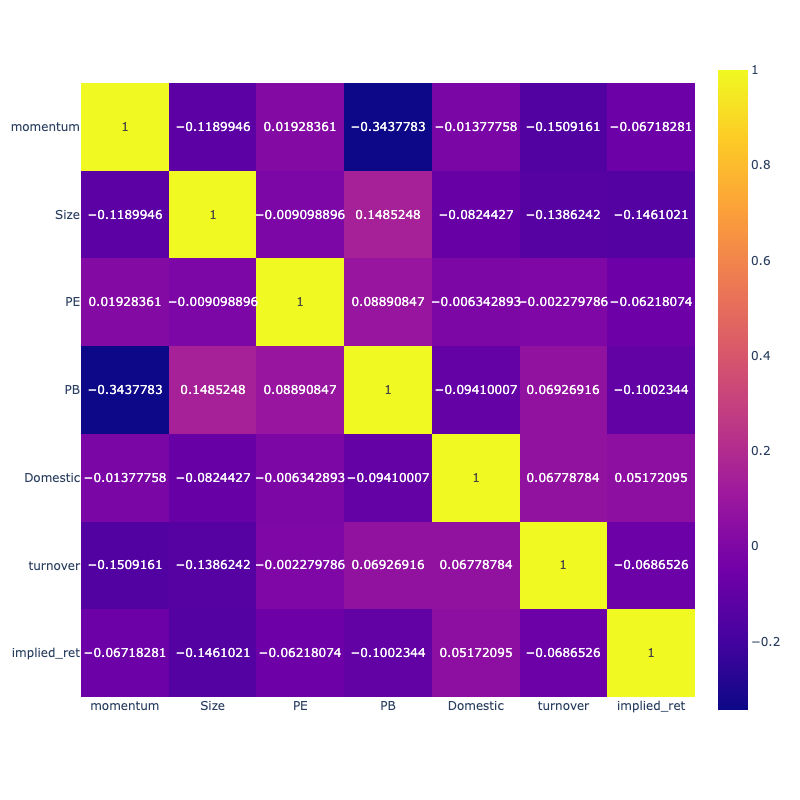 1
momentum 1 −0.1189946 0.01928361 −0.3437783 −0.01377758 −0.1509161 −0.06718281
0.8
Size −0.1189946 1 −0.009098896 0.1485248 −0.0824427 −0.1386242 −0.1461021
0.6
PE 0.01928361 −0.009098896 1 0.08890847 −0.006342893 −0.002279786 −0.06218074
0.4
PB −0.3437783 0.1485248 0.08890847 1 −0.09410007 0.06926916 −0.1002344
0.2
Domestic −0.01377758 −0.0824427 −0.006342893 −0.09410007 1 0.06778784 0.05172095
0
turnover −0.1509161 −0.1386242 −0.002279786 0.06926916 0.06778784 1 −0.0686526
−0.2
implied_ret −0.06718281 −0.1461021 −0.06218074 −0.1002344 0.05172095 −0.0686526 1
momentum Size PE PB Domestic turnover implied_ret